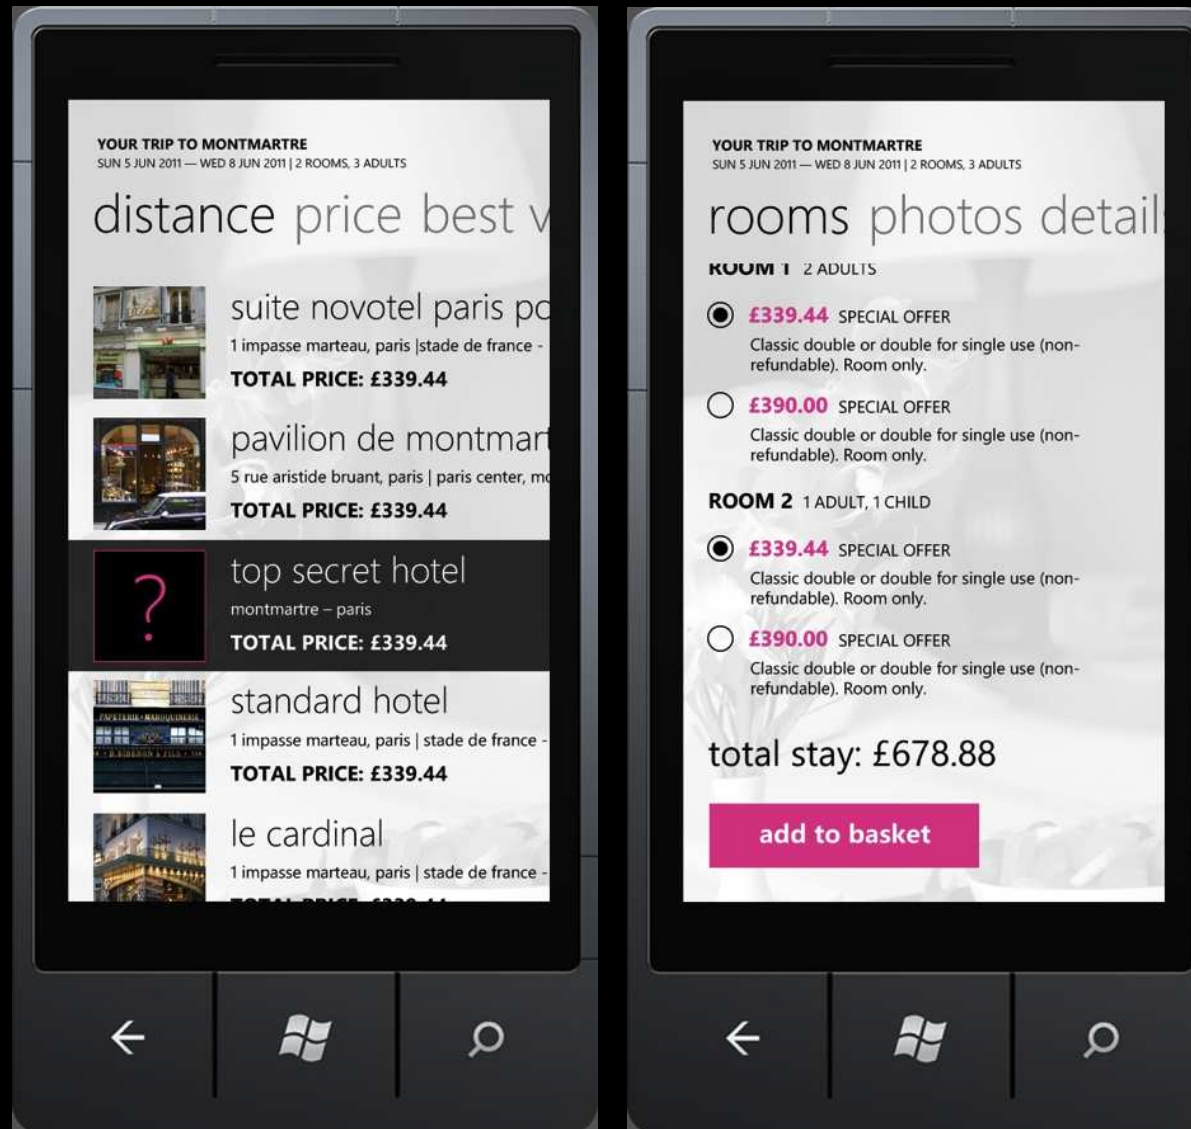 YOUR TRIP TO MONTMARTRE
SUN 5 JUN 2011 — WED 8 JUN 2011 | 2 ROOMS, 3 ADULTS
distance price best v
suite novotel paris po
1 impasse marteau, paris |stade de france -
TOTAL PRICE: £339.44
pavilion de montmart
5 rue aristide bruant, paris | paris center, mo
TOTAL PRICE: £339.44
?
top secret hotel
montmartre – paris
TOTAL PRICE: £339.44
standard hotel
1 impasse marteau, paris | stade de france -
TOTAL PRICE: £339.44
le cardinal
1 impasse marteau, paris | stade de france -
TOTAL PRICE: £339.44
YOUR TRIP TO MONTMARTRE
SUN 5 JUN 2011 — WED 8 JUN 2011 | 2 ROOMS, 3 ADULTS
rooms photos details
ROOM 1 2 ADULTS
£339.44 SPECIAL OFFER
Classic double or double for single use (non-
refundable). Room only.
£390.00 SPECIAL OFFER
Classic double or double for single use (non-
refundable). Room only.
ROOM 2 1 ADULT, 1 CHILD
£339.44 SPECIAL OFFER
Classic double or double for single use (non-
refundable). Room only.
£390.00 SPECIAL OFFER
Classic double or double for single use (non-
refundable). Room only.
total stay: £678.88
add to basket